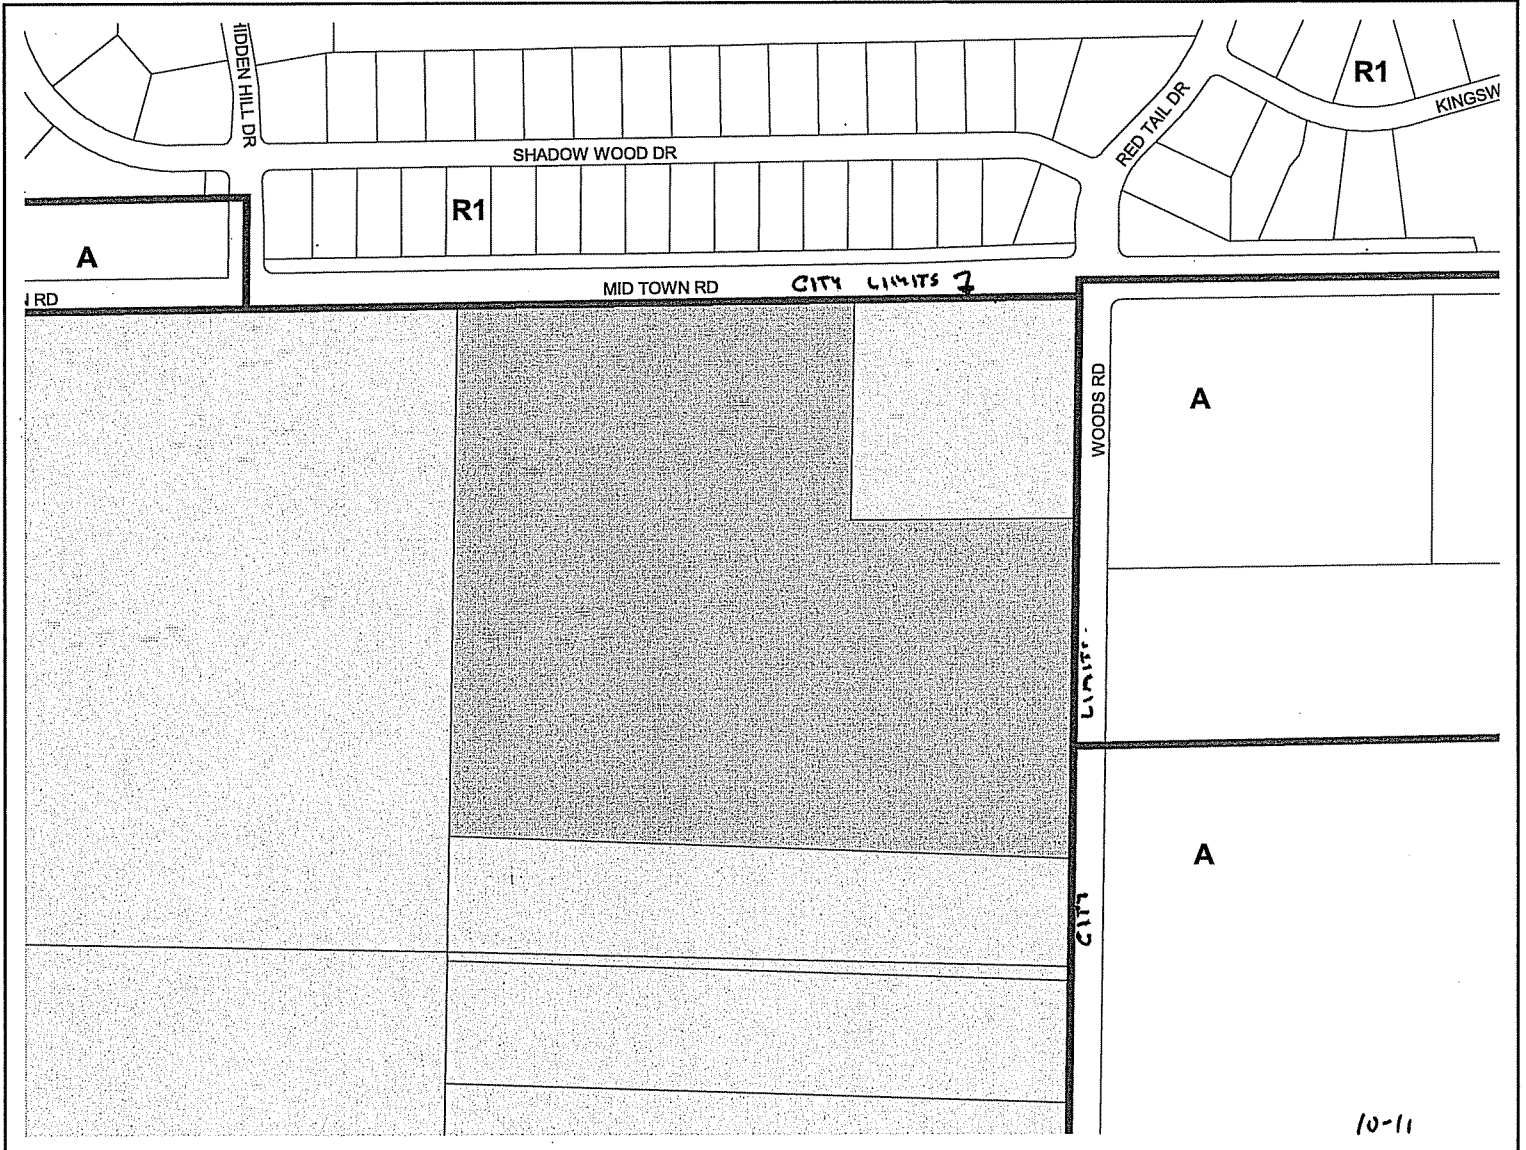 IDDEN HILL DR
R1
KINGSW
RED TAIL DR
SHADOW WOOD DR
R1
A
N RD
MID TOWN RD
CITY LIMITS
WOODS RD
A
LIMITS
CITY
A
10-11